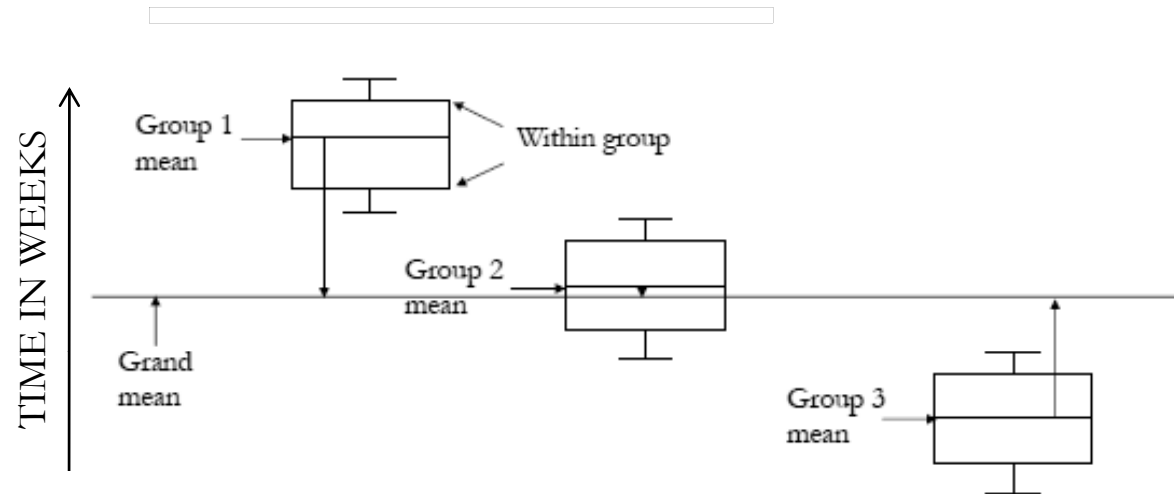 TIME IN WEEKS
Group 1
mean
Within group
Group 2
mean
Grand
mean
Group 3
mean